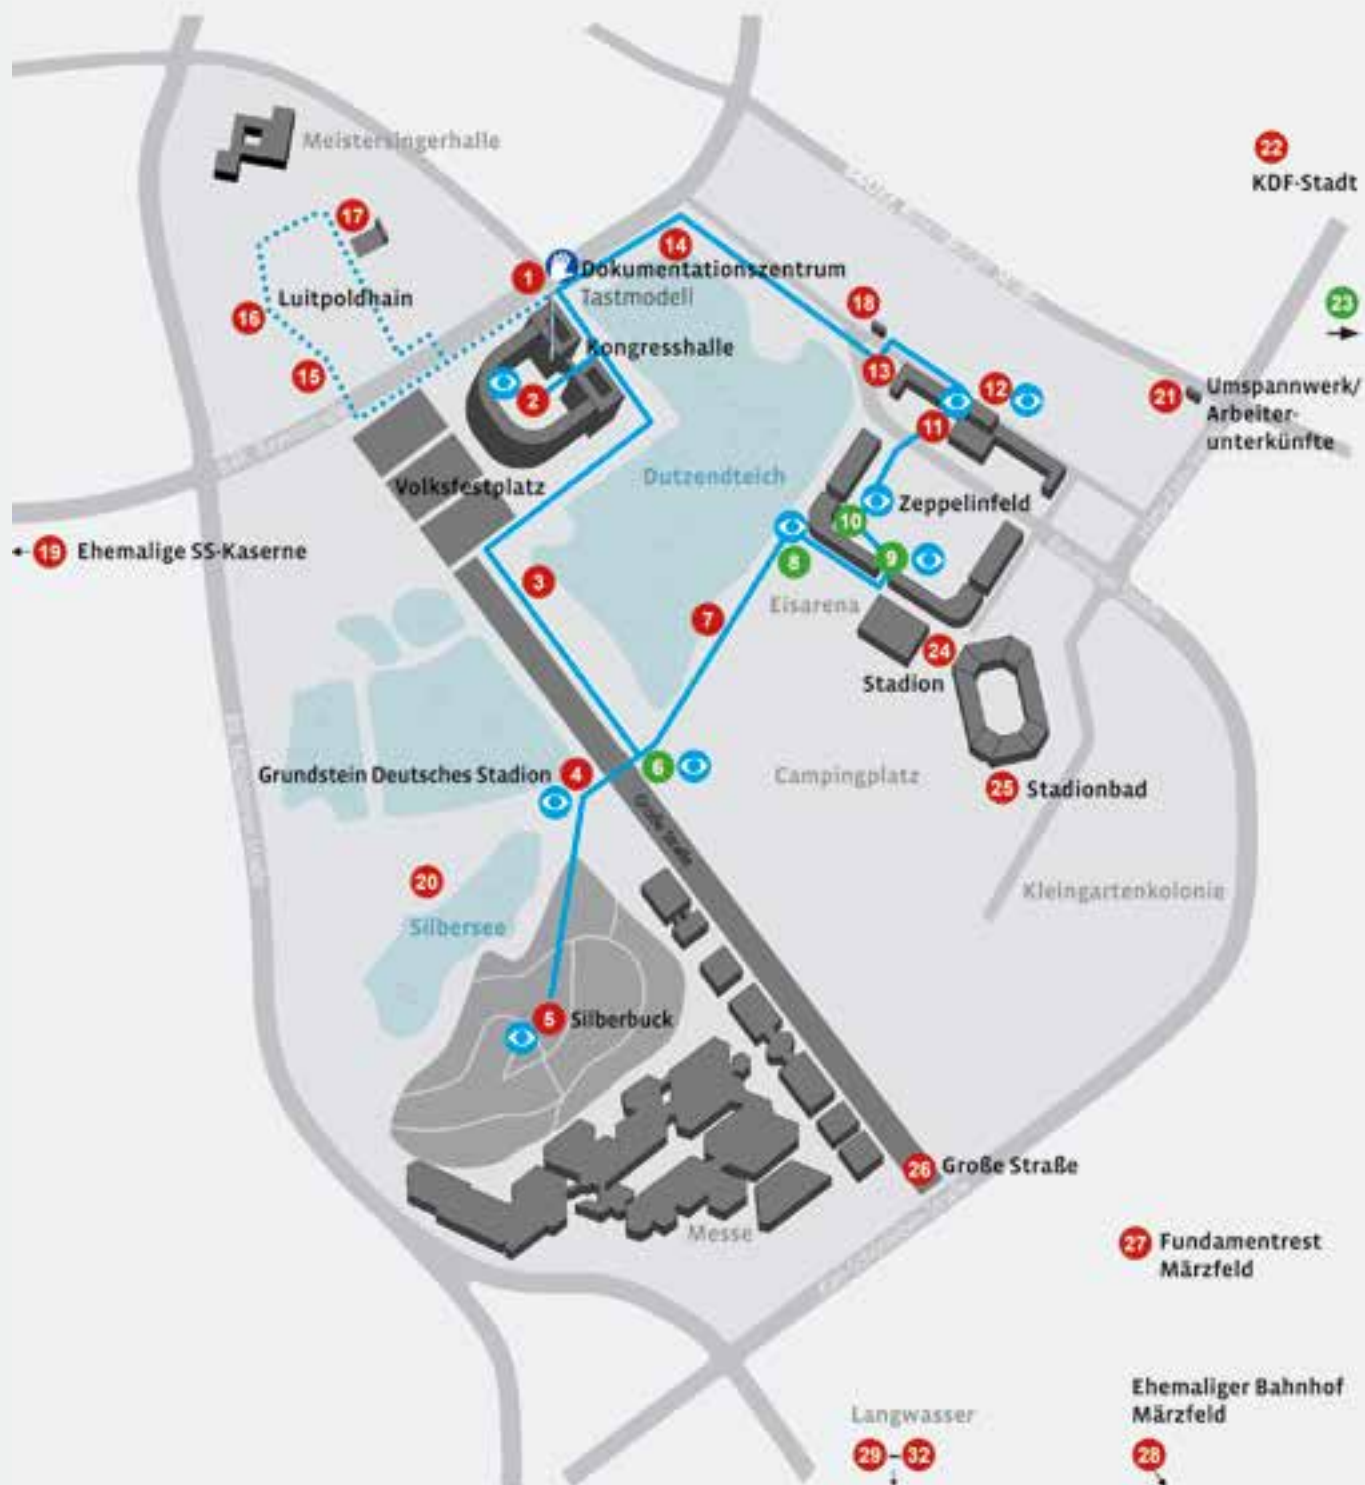 Meistersingerhalle
22
KDF-Stadt
17
14
1
Dokumentationszentrum
Tastmodell
Luitpoldhain
16
18
23
Kongresshalle
15
13
12
2
21
Umspannwerk/
Arbeiter-
unterkünfte
11
Dutzendteich
Volksfestplatz
Zeppelinfeld
10
19
Ehemalige SS-Kaserne
9
8
3
Eisarena
7
24
Stadion
6
Grundstein Deutsches Stadion
4
Campingplatz
25
Stadionbad
Große Straße
20
Kleingartenkolonie
Silbersee
5
Silberbuck
26
Große Straße
Messe
27
Fundamentrest
Märzfeld
Ehemaliger Bahnhof
Märzfeld
Langwasser
29-32
28